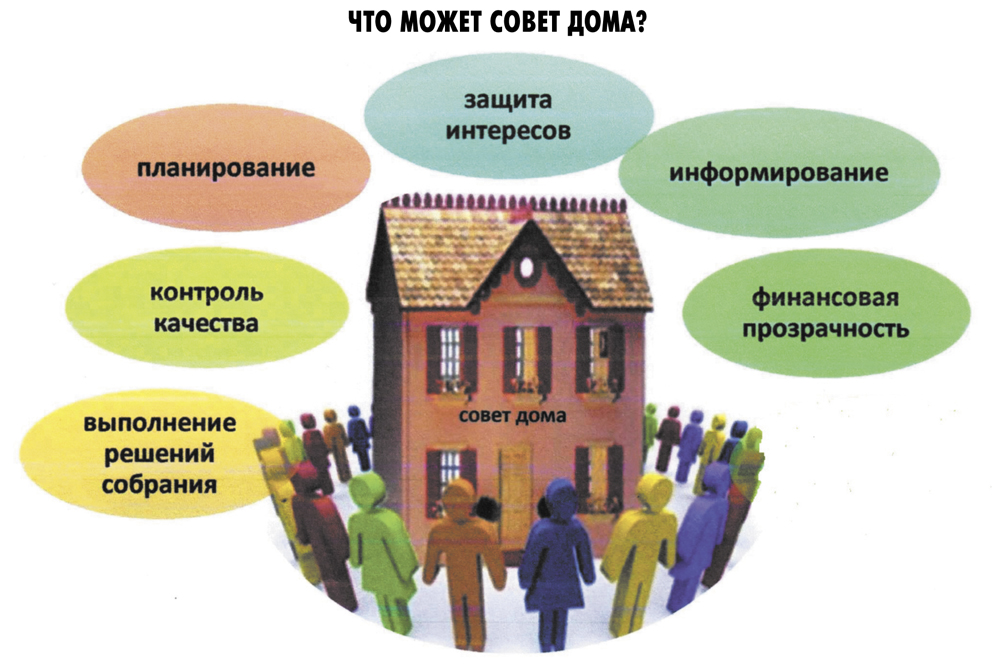 ЧТО МОЖЕТ СОВЕТ ДОМА?
защита
интересов
планирование
информирование
контроль
качества
финансовая
прозрачность
выполнение
решений
собрания
совет дома